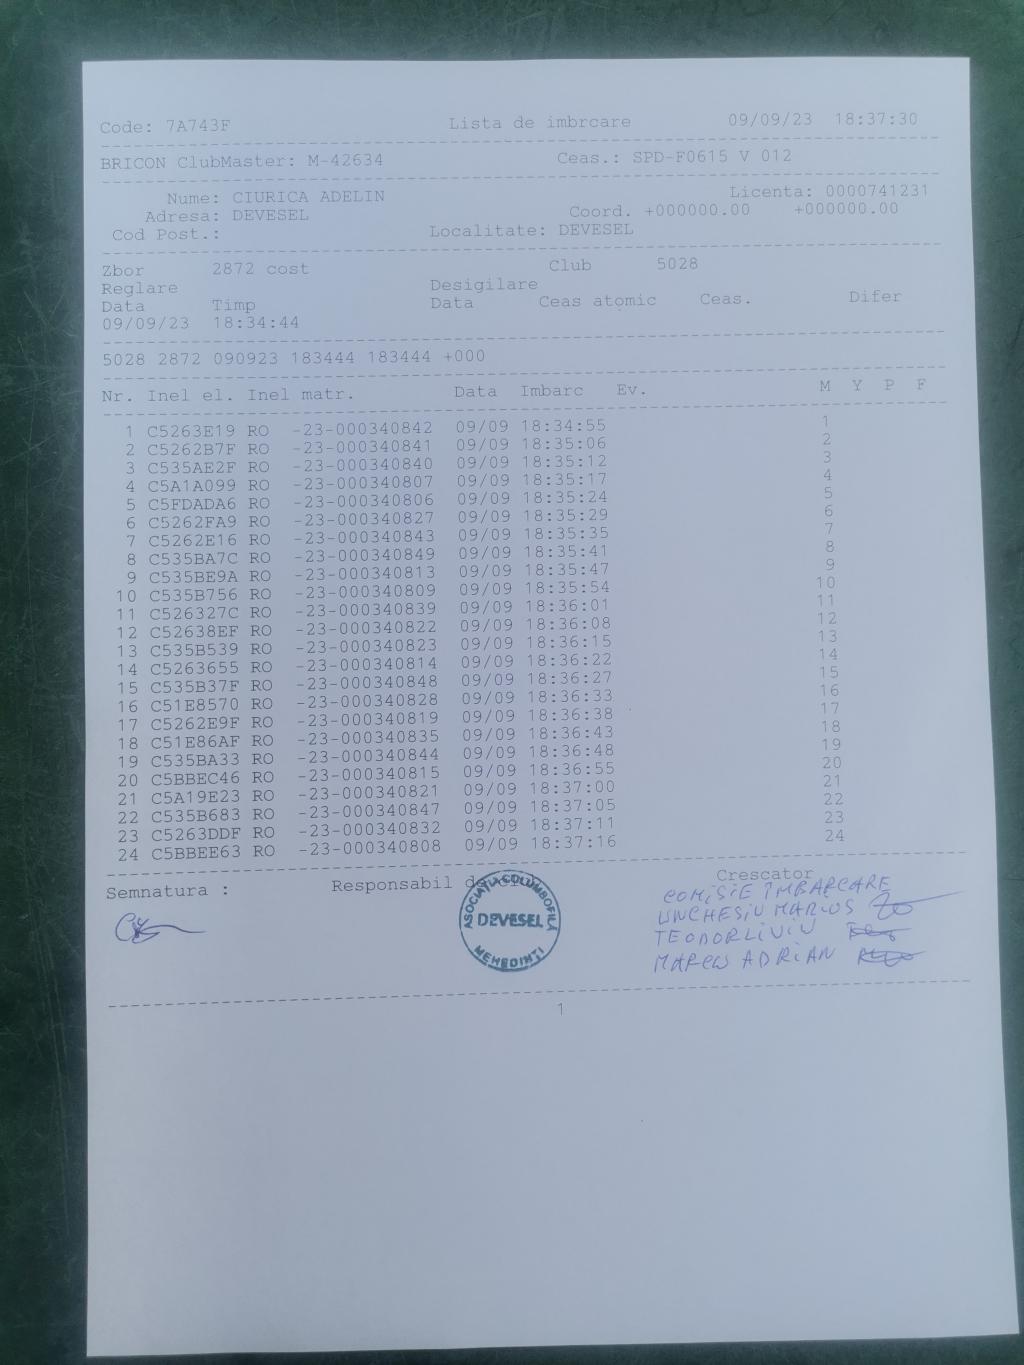 Code: 7A743F Lista de imbrcare 09/09/23 18:37:30
BRICON ClubMaster: M-42634 Ceas.: SPD-F0615 V 012
Nume: CIURICA ADELIN Licenta: 0000741231
Adresa: DEVESEL Coord. +000000.00 +000000.00
Cod Post.: Localitate: DEVESEL
Zbor 2872 cost Club 5028
Reglare Desigilare
Data Timp Data Ceas atomic Ceas. Difer
09/09/23 18:34:44
5028 2872 090923 183444 183444 +000
Nr. Inel el. Inel matr. Data Imbarc Ev. M Y P F
1 C5263E19 RO -23-000340842 09/09 18:34:55 1
2 C5262B7F RO -23-000340841 09/09 18:35:06 2
3 C535AE2F RO -23-000340840 09/09 18:35:12 3
4 C5A1A099 RO -23-000340807 09/09 18:35:17 4
5 C5FDADA6 RO -23-000340806 09/09 18:35:24 5
6 C5262FA9 RO -23-000340827 09/09 18:35:29 6
7 C5262E16 RO -23-000340843 09/09 18:35:35 7
8 C535BA7C RO -23-000340849 09/09 18:35:41 8
9 C535BE9A RO -23-000340813 09/09 18:35:47 9
10 C535B756 RO -23-000340809 09/09 18:35:54 10
11 C526327C RO -23-000340839 09/09 18:36:01 11
12 C52638EF RO -23-000340822 09/09 18:36:08 12
13 C535B539 RO -23-000340823 09/09 18:36:15 13
14 C5263655 RO -23-000340814 09/09 18:36:22 14
15 C535B37F RO -23-000340848 09/09 18:36:27 15
16 C51E8570 RO -23-000340828 09/09 18:36:33 16
17 C5262E9F RO -23-000340819 09/09 18:36:38 17
18 C51E86AF RO -23-000340835 09/09 18:36:43 18
19 C535BA33 RO -23-000340844 09/09 18:36:48 19
20 C5BBEC46 RO -23-000340815 09/09 18:36:55 20
21 C5A19E23 RO -23-000340821 09/09 18:37:00 21
22 C535B683 RO -23-000340847 09/09 18:37:05 22
23 C5263DDF RO -23-000340832 09/09 18:37:11 23
24 C5BBEE63 RO -23-000340808 09/09 18:37:16 24
Semnatura : Responsabil Crescator
ASOCIAȚIA COLUMBOFILĂ
DEVESEL
MEHEDINȚI
COMISIE IMBARCARE
UNCHESIU MARIUS
TEODOR LIVIU
MARCU ADRIAN
1